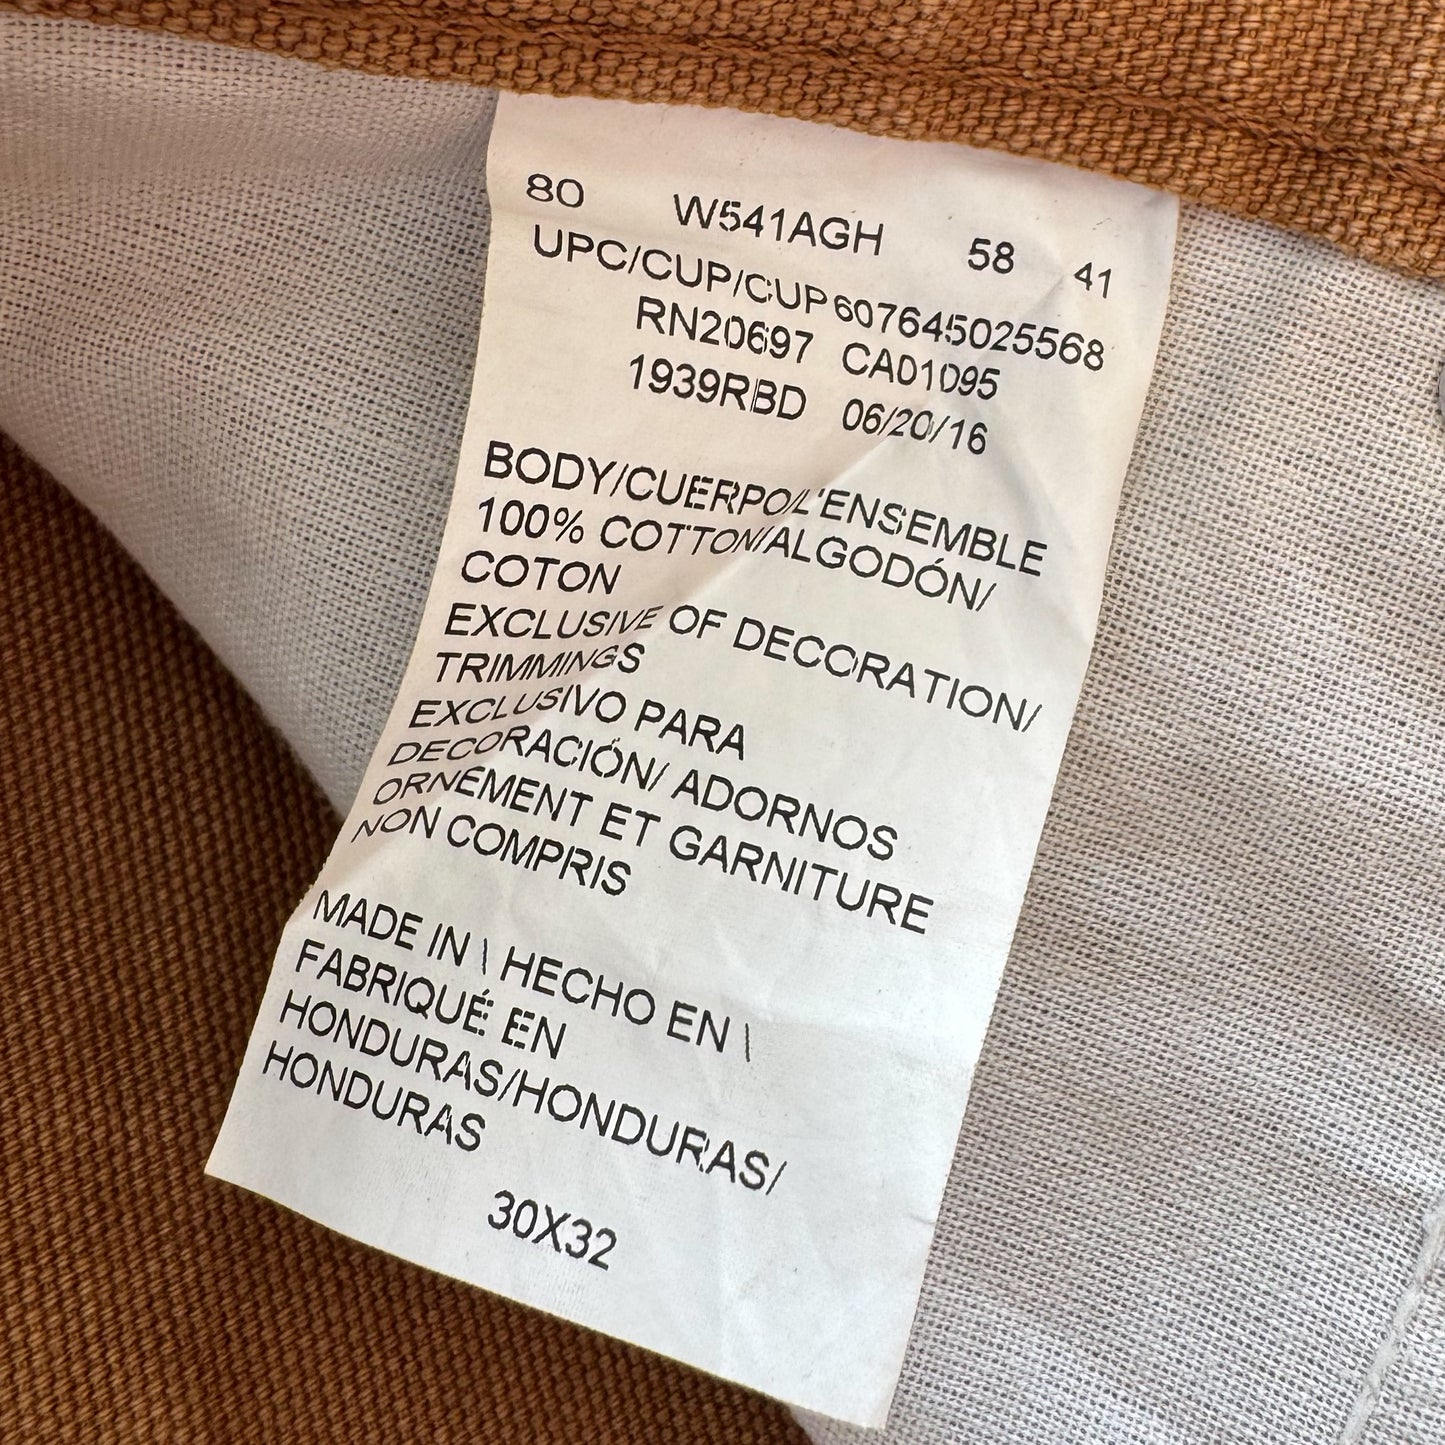 80 W541AGH 58 41
UPC/CUP/CUP607645025568
RN20697 CA01095
1939RBD 06/20/16
BODY/CUERPO/L'ENSEMBLE
100% COTTON/ALGODÓN/
COTON
EXCLUSIVE OF DECORATION/
TRIMMINGS
EXCLUSIVO PARA
DECORACIÓN/ ADORNOS
ORNEMENT ET GARNITURE
NON COMPRIS
MADE IN \ HECHO EN \
FABRIQUÉ EN
HONDURAS/HONDURAS/
HONDURAS
30X32